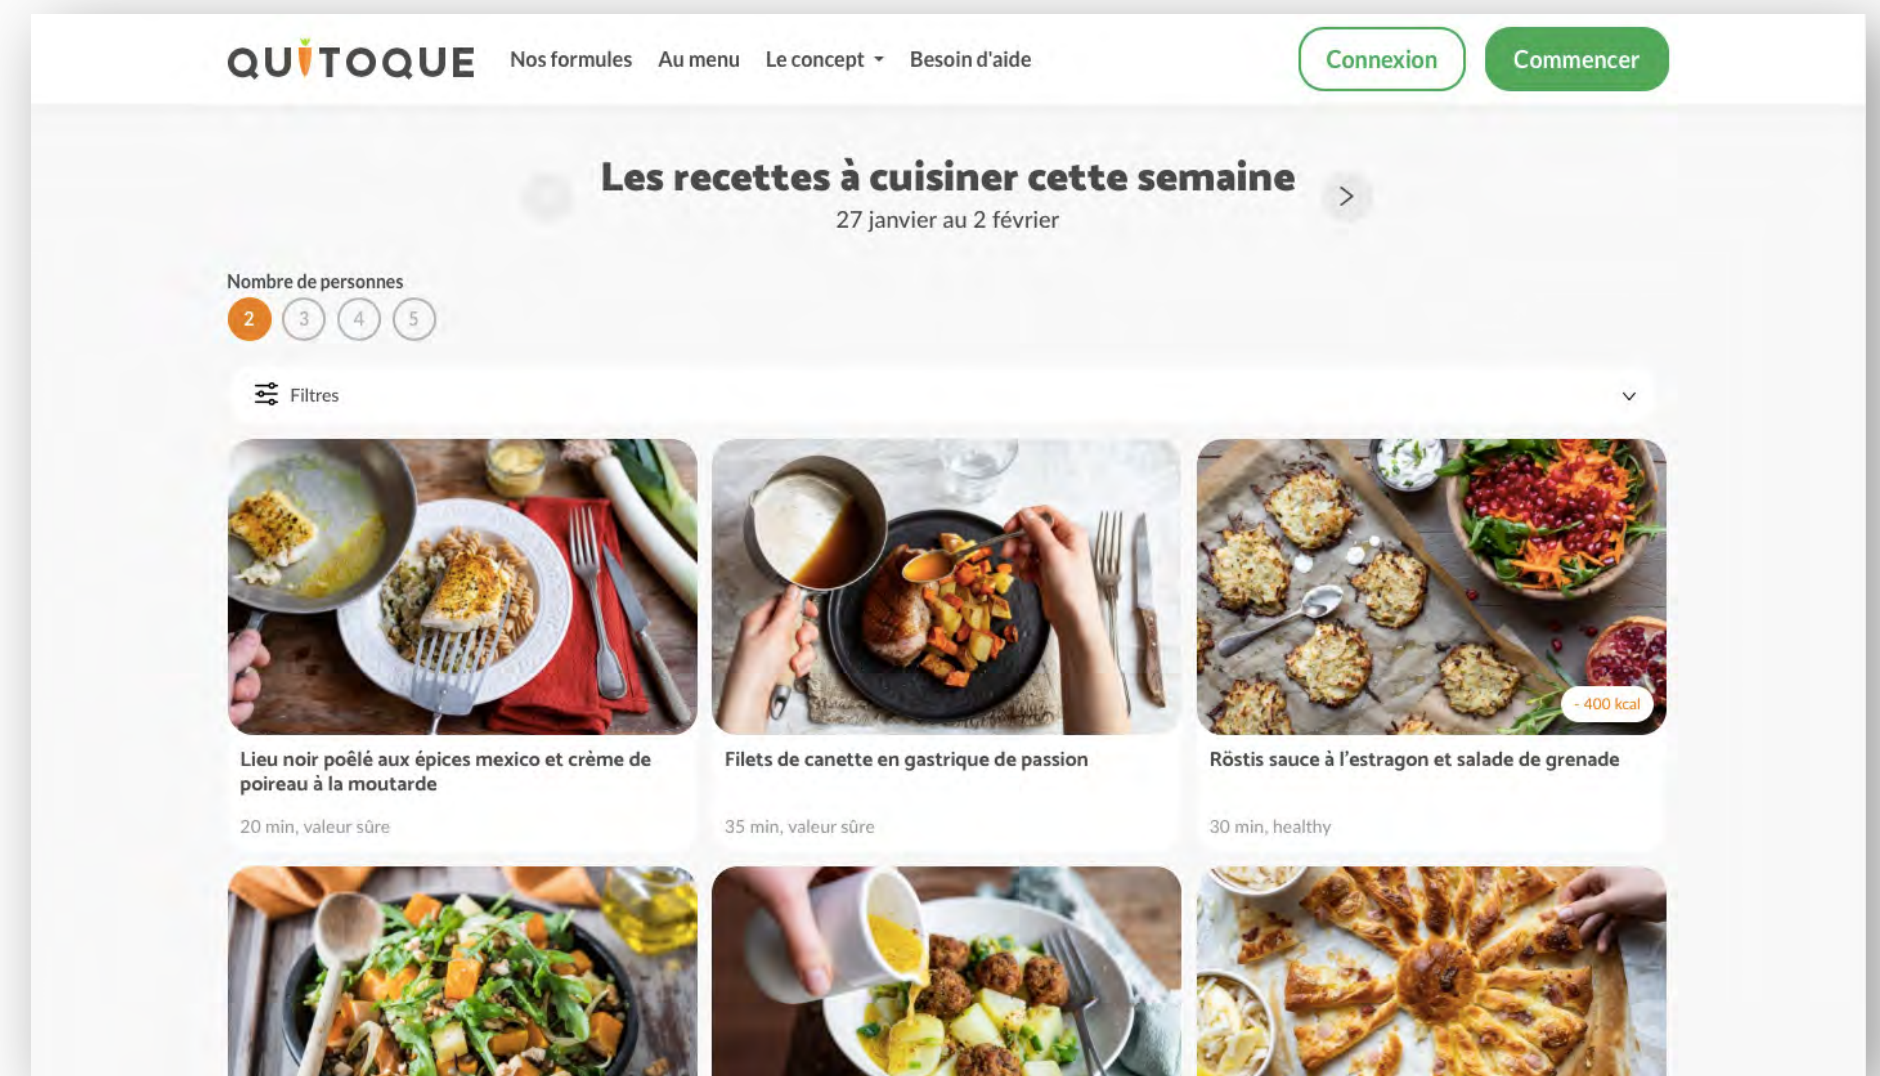 QUITOQUE
Nos formules
Au menu
Le concept
Besoin d'aide
Connexion
Commencer
Les recettes à cuisiner cette semaine
27 janvier au 2 février
Nombre de personnes
2 3 4 5
Filtres
- 400 kcal
Lieu noir poêlé aux épices mexico et crème de
poireau à la moutarde
20 min, valeur sûre
Filets de canette en gastrique de passion
35 min, valeur sûre
Röstis sauce à l'estragon et salade de grenade
30 min, healthy